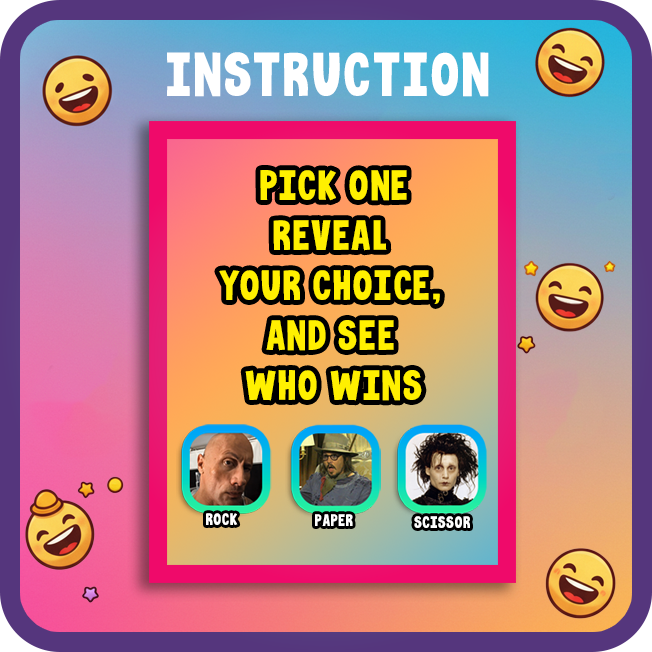 INSTRUCTION
PICK ONE
REVEAL
YOUR CHOICE,
AND SEE
WHO WINS
ROCK
PAPER
SCISSOR